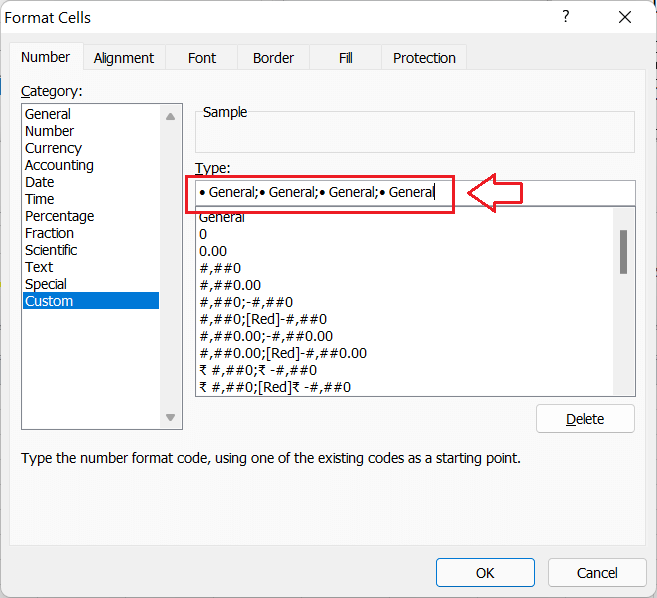 Format Cells
?
Number Alignment Font Border Fill Protection
Category:
General
Number
Currency
Accounting
Date
Time
Percentage
Fraction
Scientific
Text
Special
Custom
Sample
Type:
• General;• General;• General;• General
General
0
0.00
#,##0
#,##0.00
#,##0;-#,##0
#,##0;[Red]-#,##0
#,##0.00;-#,##0.00
#,##0.00;[Red]-#,##0.00
₹ #,##0;₹ -#,##0
₹ #,##0;[Red]₹ -#,##0
Delete
Type the number format code, using one of the existing codes as a starting point.
OK Cancel